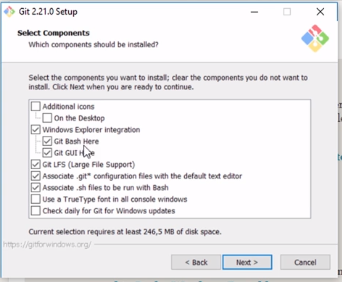 Git 2.21.0 Setup
Select Components
Which components should be installed?
Select the components you want to install; clear the components you do not want to
install. Click Next when you are ready to continue.
Additional icons
On the Desktop
Windows Explorer integration
Git Bash Here
Git GUI Here
Git LFS (Large File Support)
Associate .git* configuration files with the default text editor
Associate .sh files to be run with Bash
Use a TrueType font in all console windows
Check daily for Git for Windows updates
Current selection requires at least 246,5 MB of disk space.
https://gitforwindows.org/
< Back
Next >
Cancel